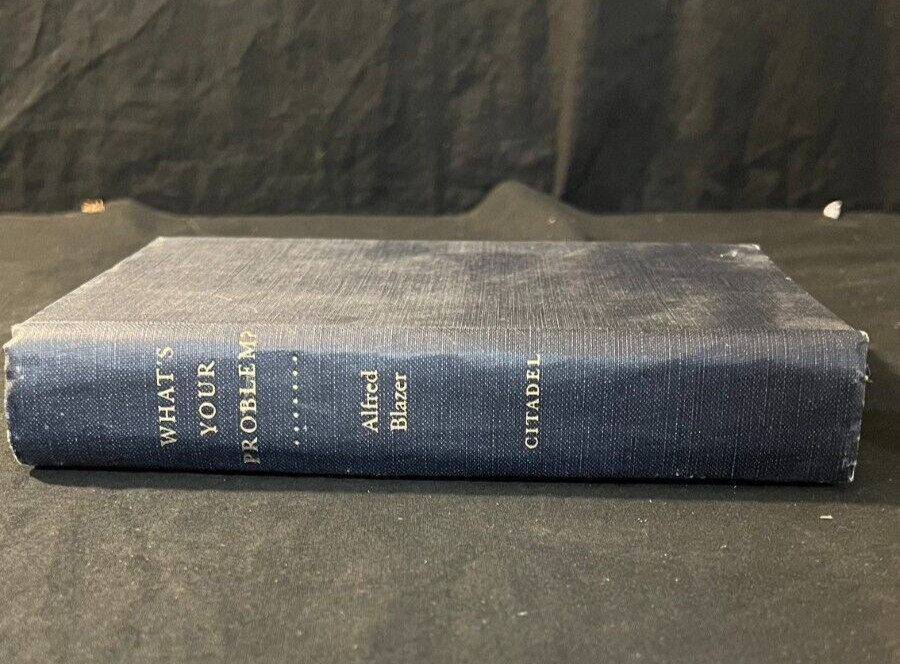 WHAT'S
YOUR
PROBLEM?
Alfred
Blazer
CITADEL